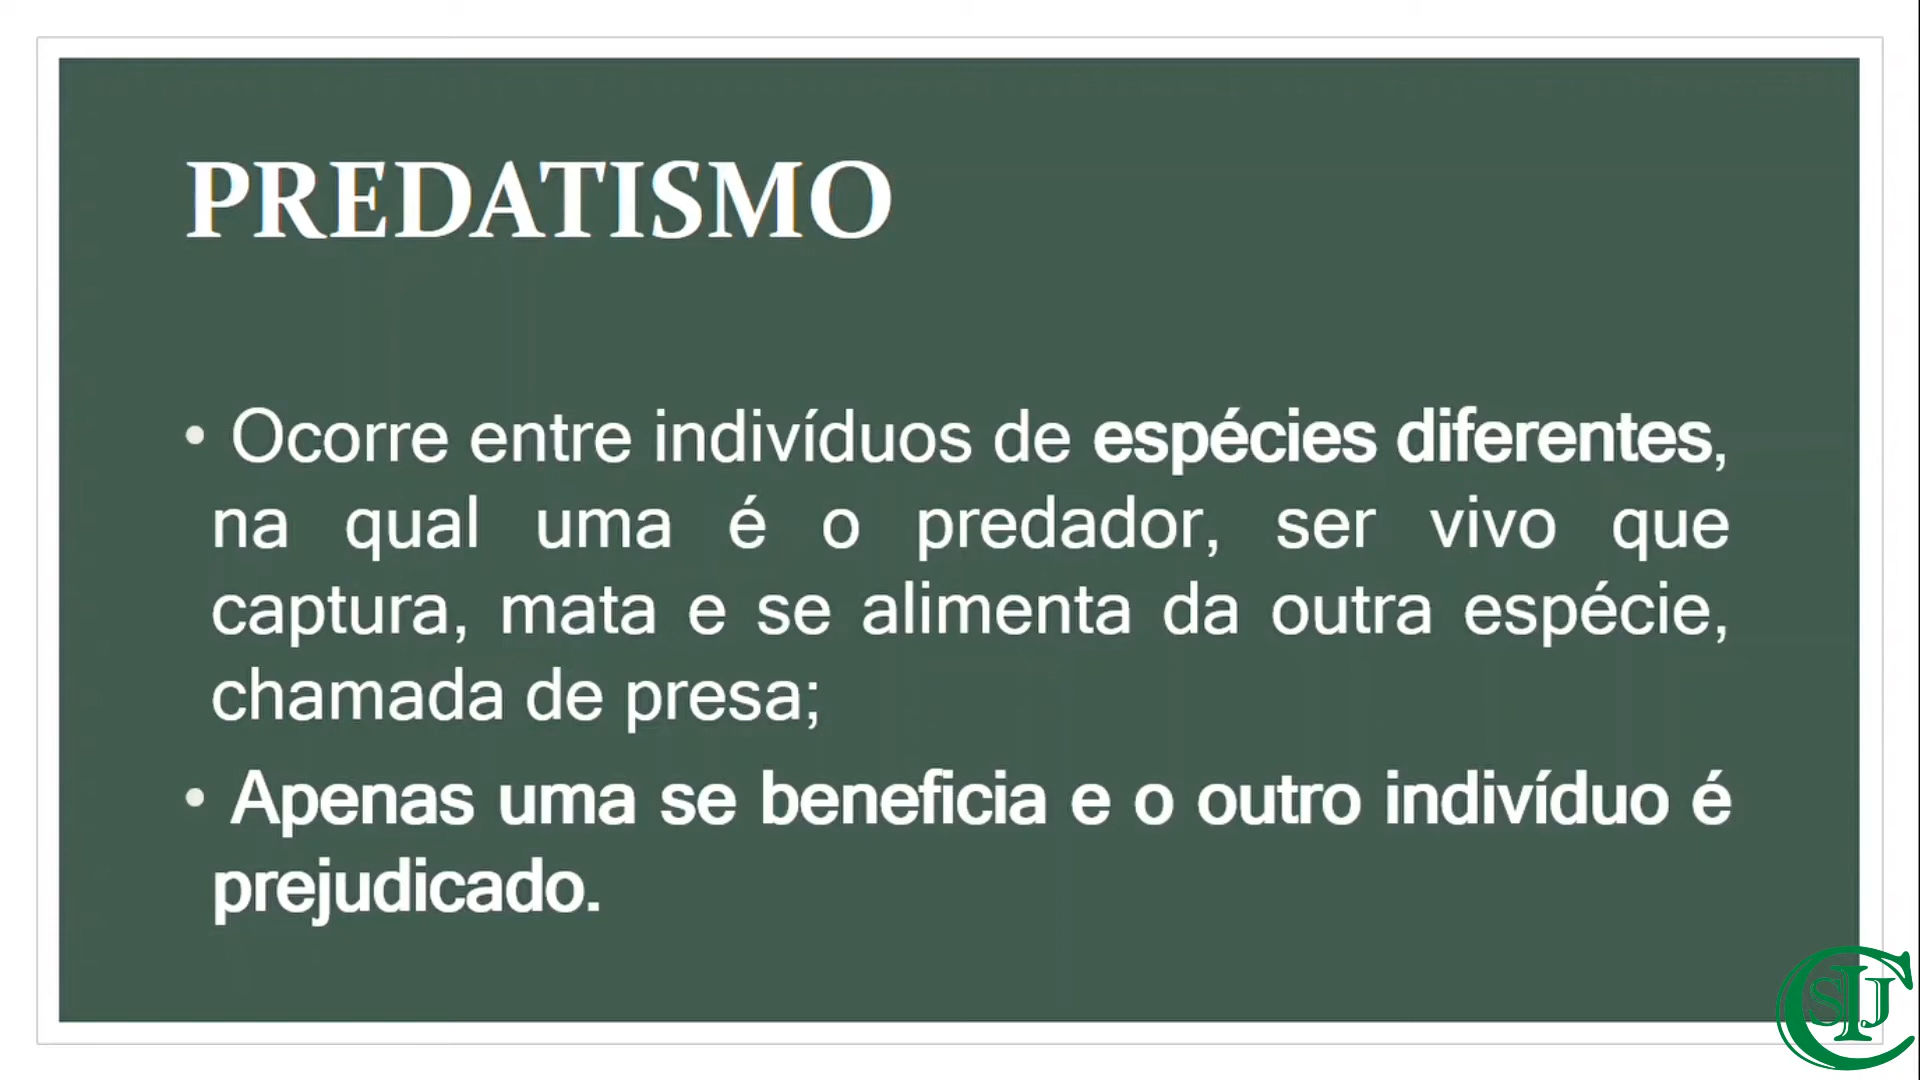 PREDATISMO
• Ocorre entre indivíduos de espécies diferentes,
na qual uma é o predador, ser vivo que
captura, mata e se alimenta da outra espécie,
chamada de presa;
• Apenas uma se beneficia e o outro indivíduo é
prejudicado.
CSIJ